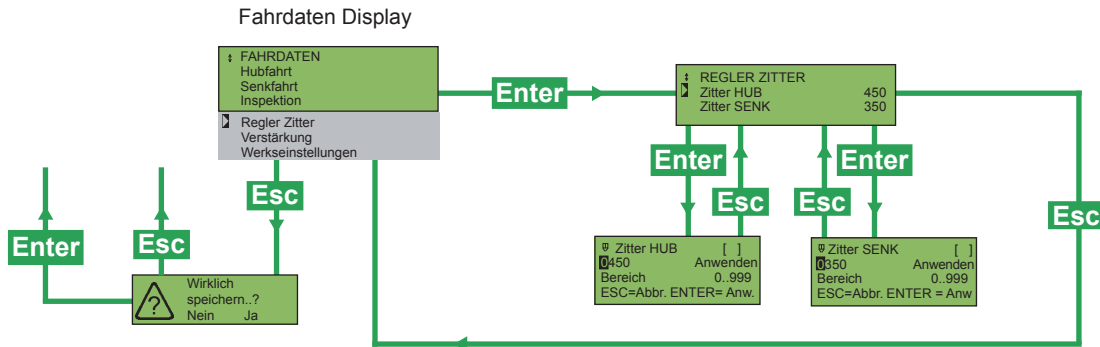 Fahrdaten Display
FAHRDATEN
Hubfahrt
Senkfahrt
Inspektion
Regler Zitter
Verstärkung
Werkseinstellungen
Enter
REGLER ZITTER
Zitter HUB 450
Zitter SENK 350
Enter
Esc
Esc
Enter
Esc
Esc
Enter
Esc
Wirklich
speichern..?
Nein Ja
?
Zitter HUB [ ]
0450 Anwenden
Bereich 0..999
ESC=Abbr. ENTER= Anw.
Zitter SENK [ ]
0350 Anwenden
Bereich 0..999
ESC=Abbr. ENTER = Anw